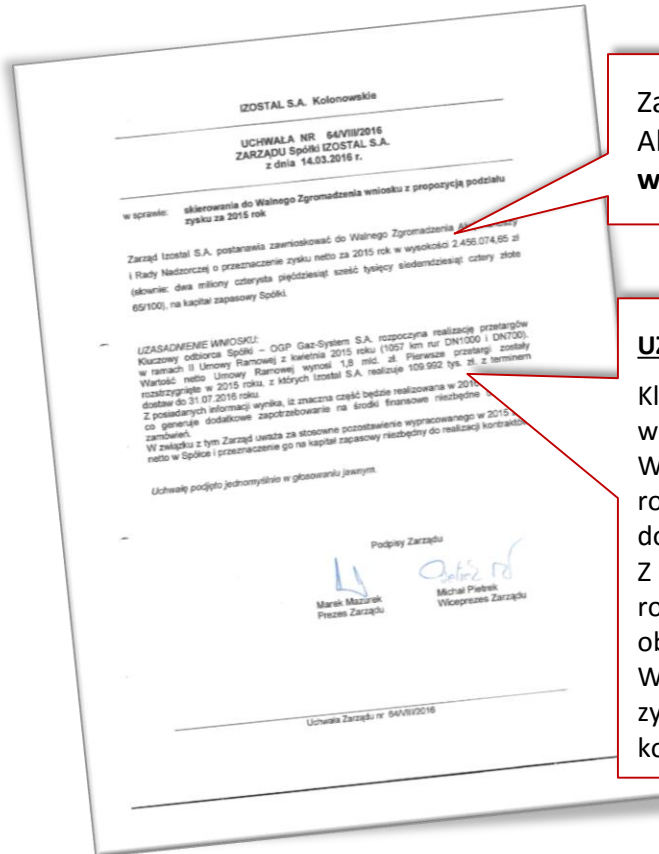 IZOSTAL S.A. Kolonowskie
UCHWAŁA NR 64/VIII/2016
ZARZĄDU Spółki IZOSTAL S.A.
z dnia 14.03.2016 r.
w sprawie: skierowania do Walnego Zgromadzenia wniosku z propozycją podziału
zysku za 2015 rok
Zarząd Izostal S.A. postanawia zawnioskować do Walnego Zgromadzenia
i Rady Nadzorczej o przeznaczenie zysku netto za 2015 rok w wysokości 2.456.074,65 zł
(słownie: dwa miliony czterysta pięćdziesiąt sześć tysięcy siedemdziesiąt cztery złote
65/100), na kapitał zapasowy Spółki.
UZASADNIENIE WNIOSKU:
Kluczowy odbiorca Spółki – OGP Gaz-System S.A. rozpoczyna realizację przetargów
w ramach II Umowy Ramowej z kwietnia 2015 roku (1057 km rur DN1000 i DN700).
Wartość netto Umowy Ramowej wynosi 1,8 mld. zł. Pierwsze przetargi zostały
rozstrzygnięte w 2015 roku, z których Izostal S.A. realizuje 109.992 tys. zł. z terminem
dostaw do 31.07.2016 roku.
Z posiadanych informacji wynika, iż znaczna część będzie realizowana w
co generuje dodatkowe zapotrzebowanie na środki finansowe niezbędne
zamówień.
W związku z tym Zarząd uważa za stosowne pozostawienie wypracowanego w 2015
netto w Spółce i przeznaczenie go na kapitał zapasowy niezbędny do realizacji kontraktów
Uchwałę podjęto jednomyślnie w głosowaniu jawnym.
Podpisy Zarządu
Marek Mazurek
Prezes Zarządu
Michał Pietrek
Wiceprezes Zarządu
Uchwała Zarządu nr 64/VIII/2016
Za
Ak
w
UZ
Kl
w
W
ro
do
Z
ro
ob
W
zy
ko